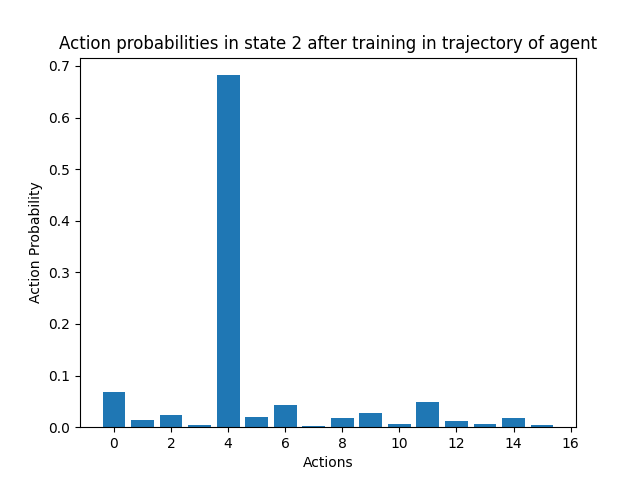 Action probabilities in state 2 after training in trajectory of agent
0.7
0.6
0.5
0.4
0.3
0.2
0.1
0.0
Action Probability
0 2 4 6 8 10 12 14 16
Actions